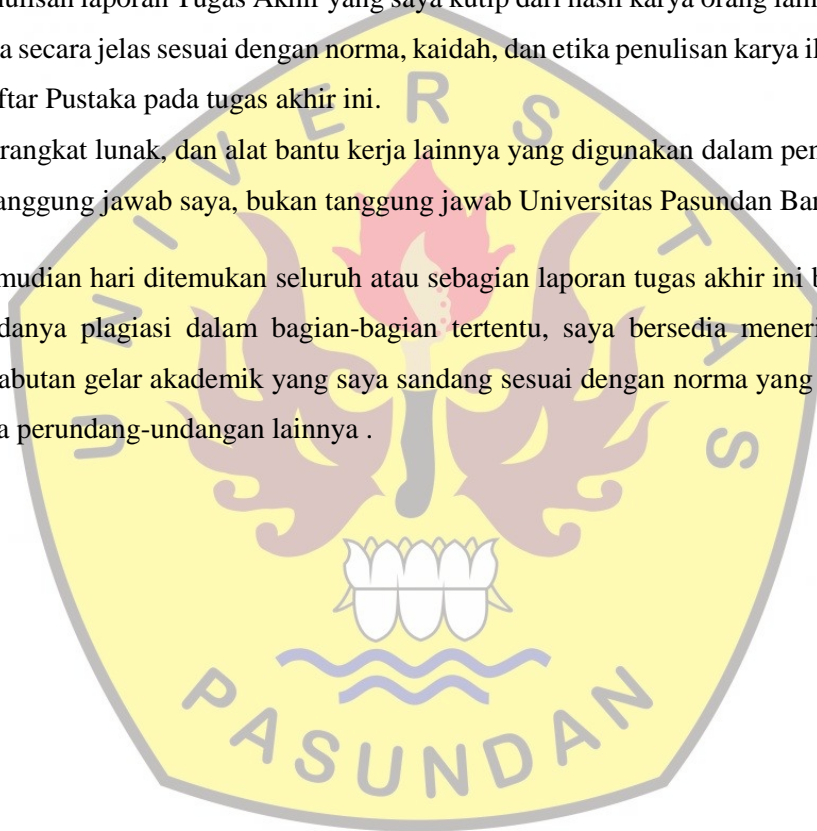 nulisan laporan Tugas Akhir yang saya kutip dari hasil karya orang lain
a secara jelas sesuai dengan norma, kaidah, dan etika penulisan karya il
ftar Pustaka pada tugas akhir ini.
rangkat lunak, dan alat bantu kerja lainnya yang digunakan dalam pen
anggung jawab saya, bukan tanggung jawab Universitas Pasundan Ban
mudian hari ditemukan seluruh atau sebagian laporan tugas akhir ini b
danya plagiasi dalam bagian-bagian tertentu, saya bersedia meneri
abutan gelar akademik yang saya sandang sesuai dengan norma yang
a perundang-undangan lainnya .
UNIVERSITAS
PASUNDAN